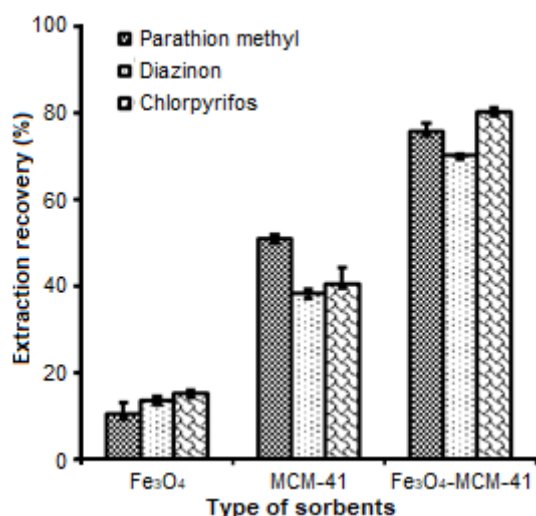 Extraction recovery (%)
100
80
60
40
20
0
Parathion methyl
Diazinon
Chlorpyrifos
Fe₃O₄
MCM-41
Fe₃O₄-MCM-41
Type of sorbents